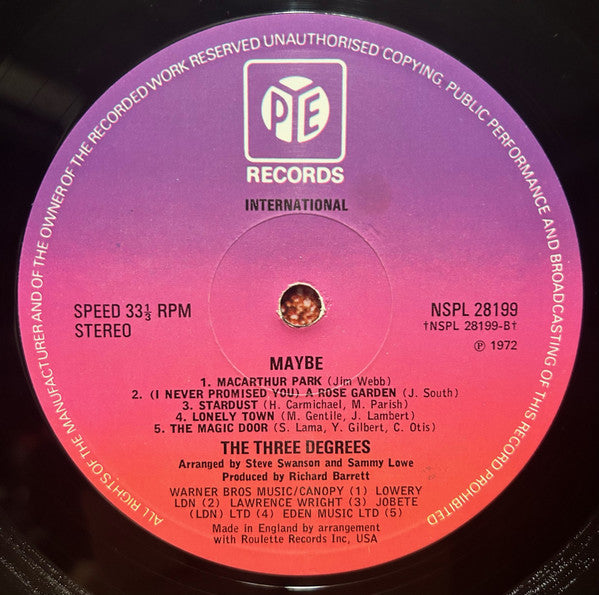 ALL RIGHTS OF THE MANUFACTURER AND OF THE OWNER OF THE RECORDED WORK RESERVED UNAUTHORISED COPYING, PUBLIC PERFORMANCE AND BROADCASTING OF THIS RECORD PROHIBITED
PYE
RECORDS
INTERNATIONAL
SPEED 33⅓ RPM
STEREO
NSPL 28199
†NSPL 28199-B†
℗ 1972
MAYBE
1. MACARTHUR PARK (Jim Webb)
2. (I NEVER PROMISED YOU) A ROSE GARDEN (J. South)
3. STARDUST (H. Carmichael, M. Parish)
4. LONELY TOWN (M. Gentile, J. Lambert)
5. THE MAGIC DOOR (S. Lama, Y. Gilbert, C. Otis)
THE THREE DEGREES
Arranged by Steve Swanson and Sammy Lowe
Produced by Richard Barrett
WARNER BROS MUSIC/CANOPY (1) LOWERY
LDN (2) LAWRENCE WRIGHT (3) JOBETE
(LDN) LTD (4) EDEN MUSIC LTD (5)
Made in England by arrangement
with Roulette Records Inc, USA